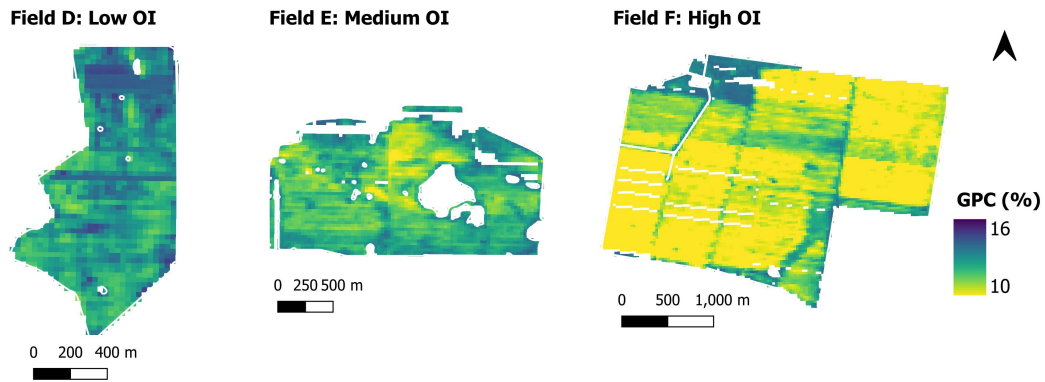 Field D: Low OI
Field E: Medium OI
Field F: High OI
GPC (%)
16
10
0 250 500 m
0 500 1,000 m
0 200 400 m